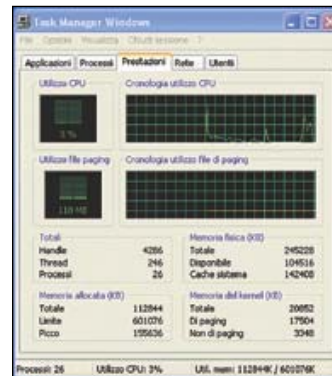 Task Manager Windows
File Opzioni Visualizza Chiudi sessione ?
Applicazioni Processi Prestazioni Rete Utenti
Utilizzo CPU Cronologia utilizzo CPU
3 %
Utilizzo file paging Cronologia utilizzo file di paging
110 MB
Totali
Handle 4286
Thread 246
Processi 26
Memoria fisica (KB)
Totale 245228
Disponibile 104516
Cache sistema 142408
Memoria allocata (KB)
Totale 112844
Limite 601076
Picco 155636
Memoria del kernel (KB)
Totale 20852
Di paging 17504
Non di paging 3348
Processi: 26 Utilizzo CPU: 3% Util. mem: 112844K / 601076K